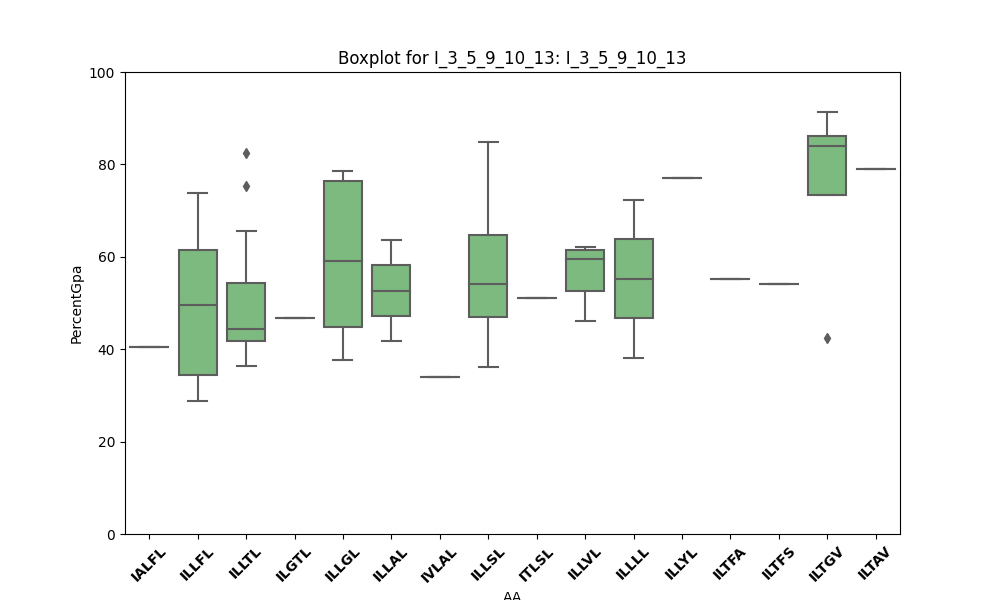 Boxplot for I_3_5_9_10_13: I_3_5_9_10_13
PercentGpa
100
80
60
40
20
0
IALFL
ILLFL
ILLTL
ILGTL
ILLGL
ILLAL
IVLAL
ILLSL
ITLSL
ILLVL
ILLLL
ILLYL
ILTFA
ILTFS
ILTGV
ILTAV
AA